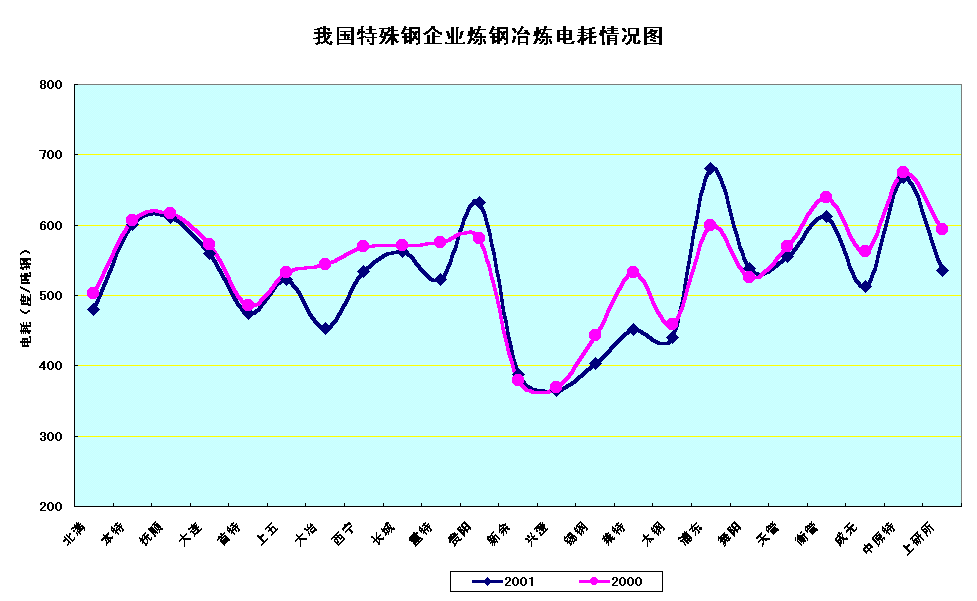 我国特殊钢企业炼钢冶炼电耗情况图
800
700
600
500
400
300
200
电耗(度/吨钢)
北满
本特
抚顺
大连
首特
上五
大冶
西宁
长城
重特
贵阳
新余
兴澄
锡钢
莱特
太钢
浦东
舞阳
天管
衡管
成无
中原特
上研所
2001
2000